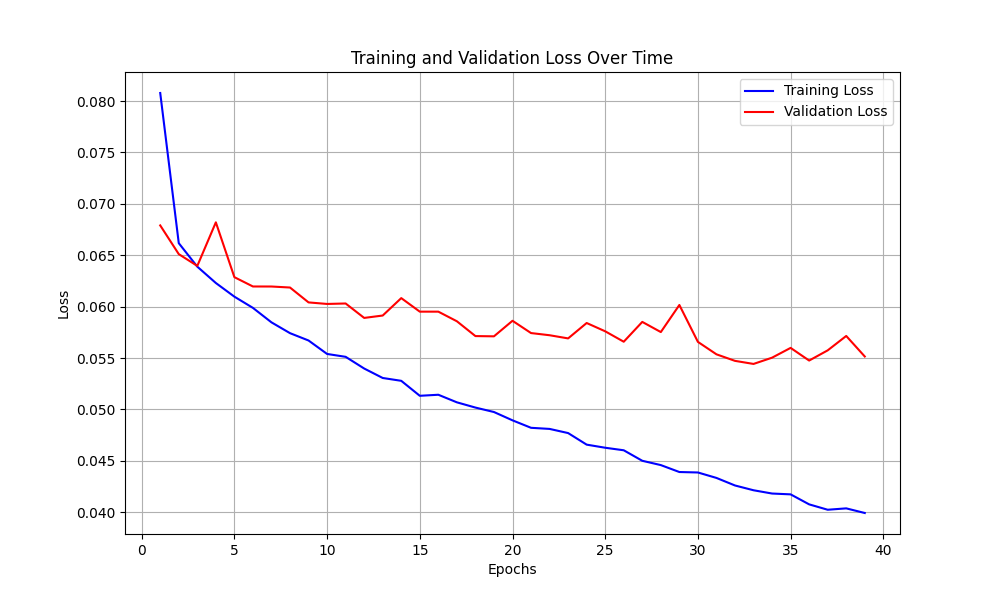 Training and Validation Loss Over Time
Training Loss
Validation Loss
Loss
0.080
0.075
0.070
0.065
0.060
0.055
0.050
0.045
0.040
0 5 10 15 20 25 30 35 40
Epochs